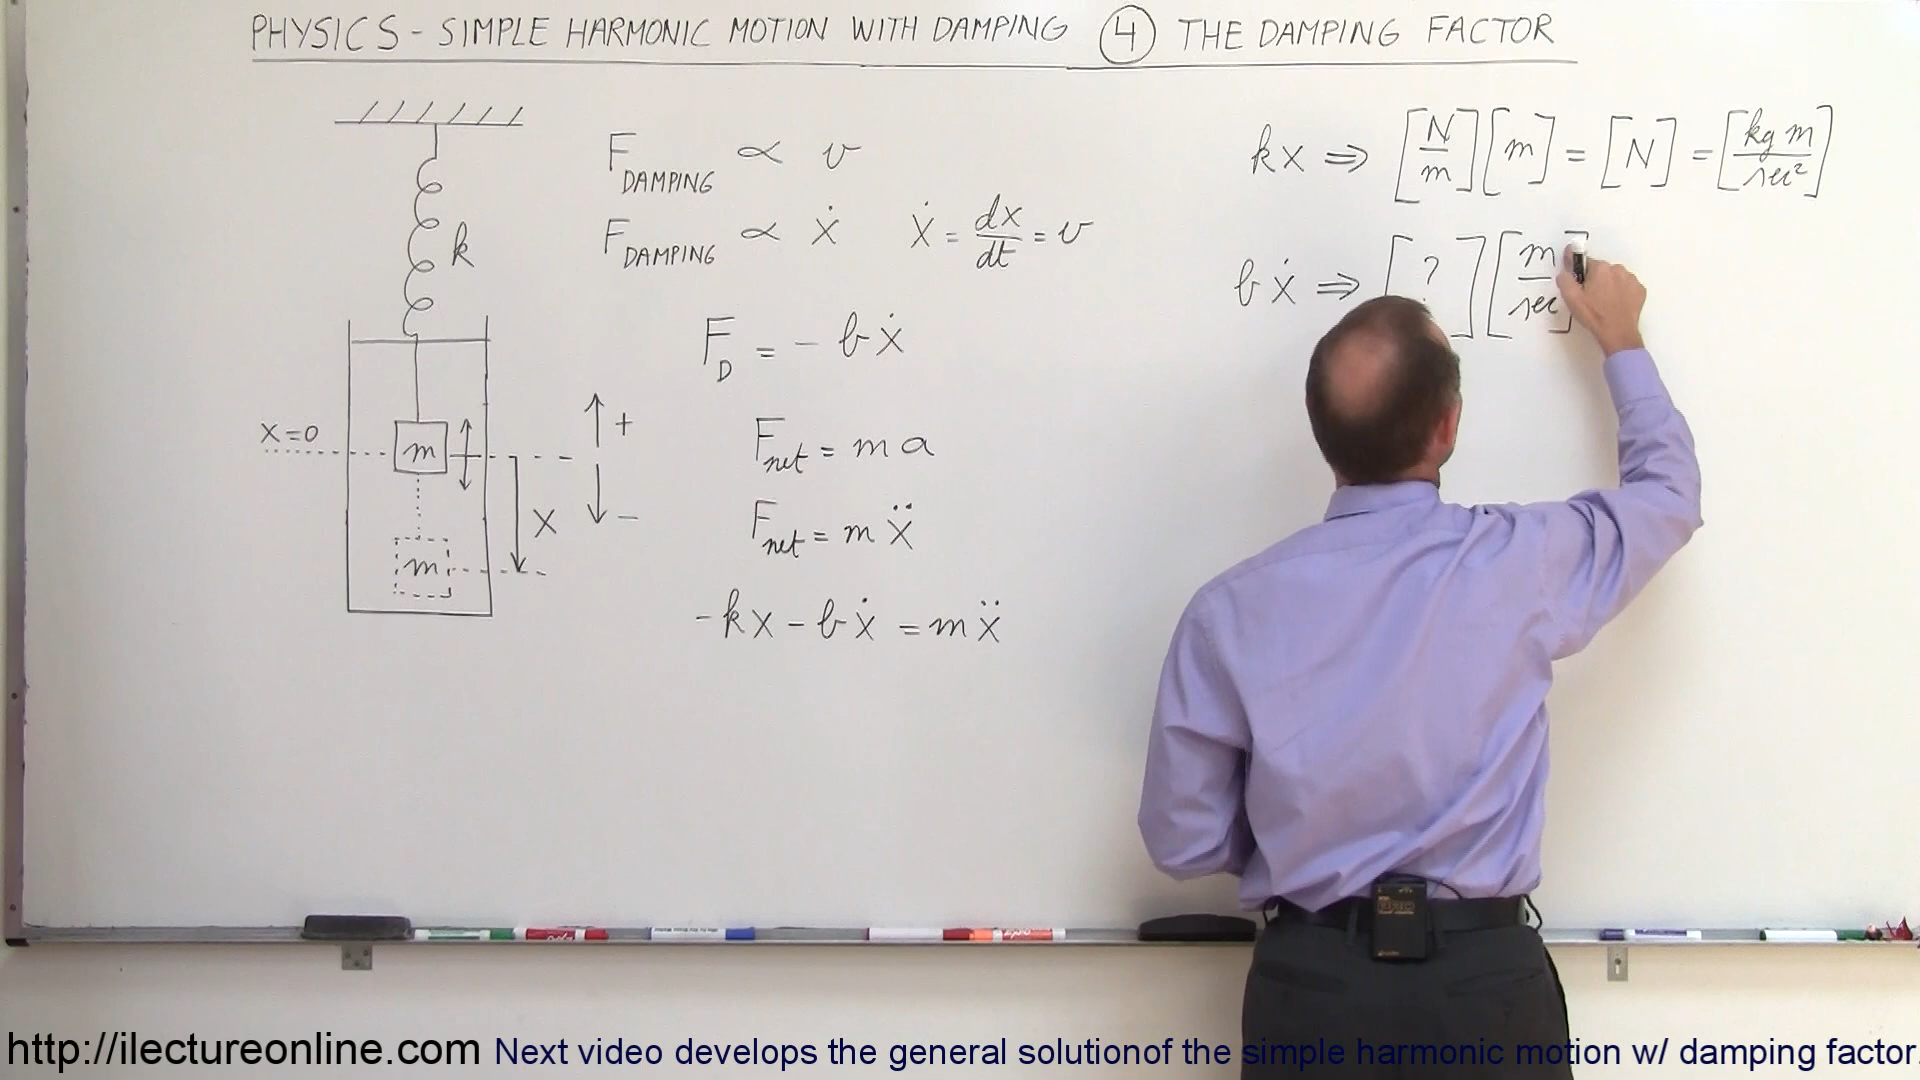 PHYSICS - SIMPLE HARMONIC MOTION WITH DAMPING ④ THE DAMPING FACTOR
k
X=0
m
m
X
+
−
F_DAMPING ∝ v
F_DAMPING ∝ ẋ   ẋ = dx/dt = v
F_D = − b ẋ
F_net = m a
F_net = m ẍ
-kx - bẋ = mẍ
kx ⇒ [N/m][m] = [N] = [kg m/sec²]
bẋ ⇒ [?][m/sec]
http://ilectureonline.com Next video develops the general solutionof the simple harmonic motion w/ damping factor.